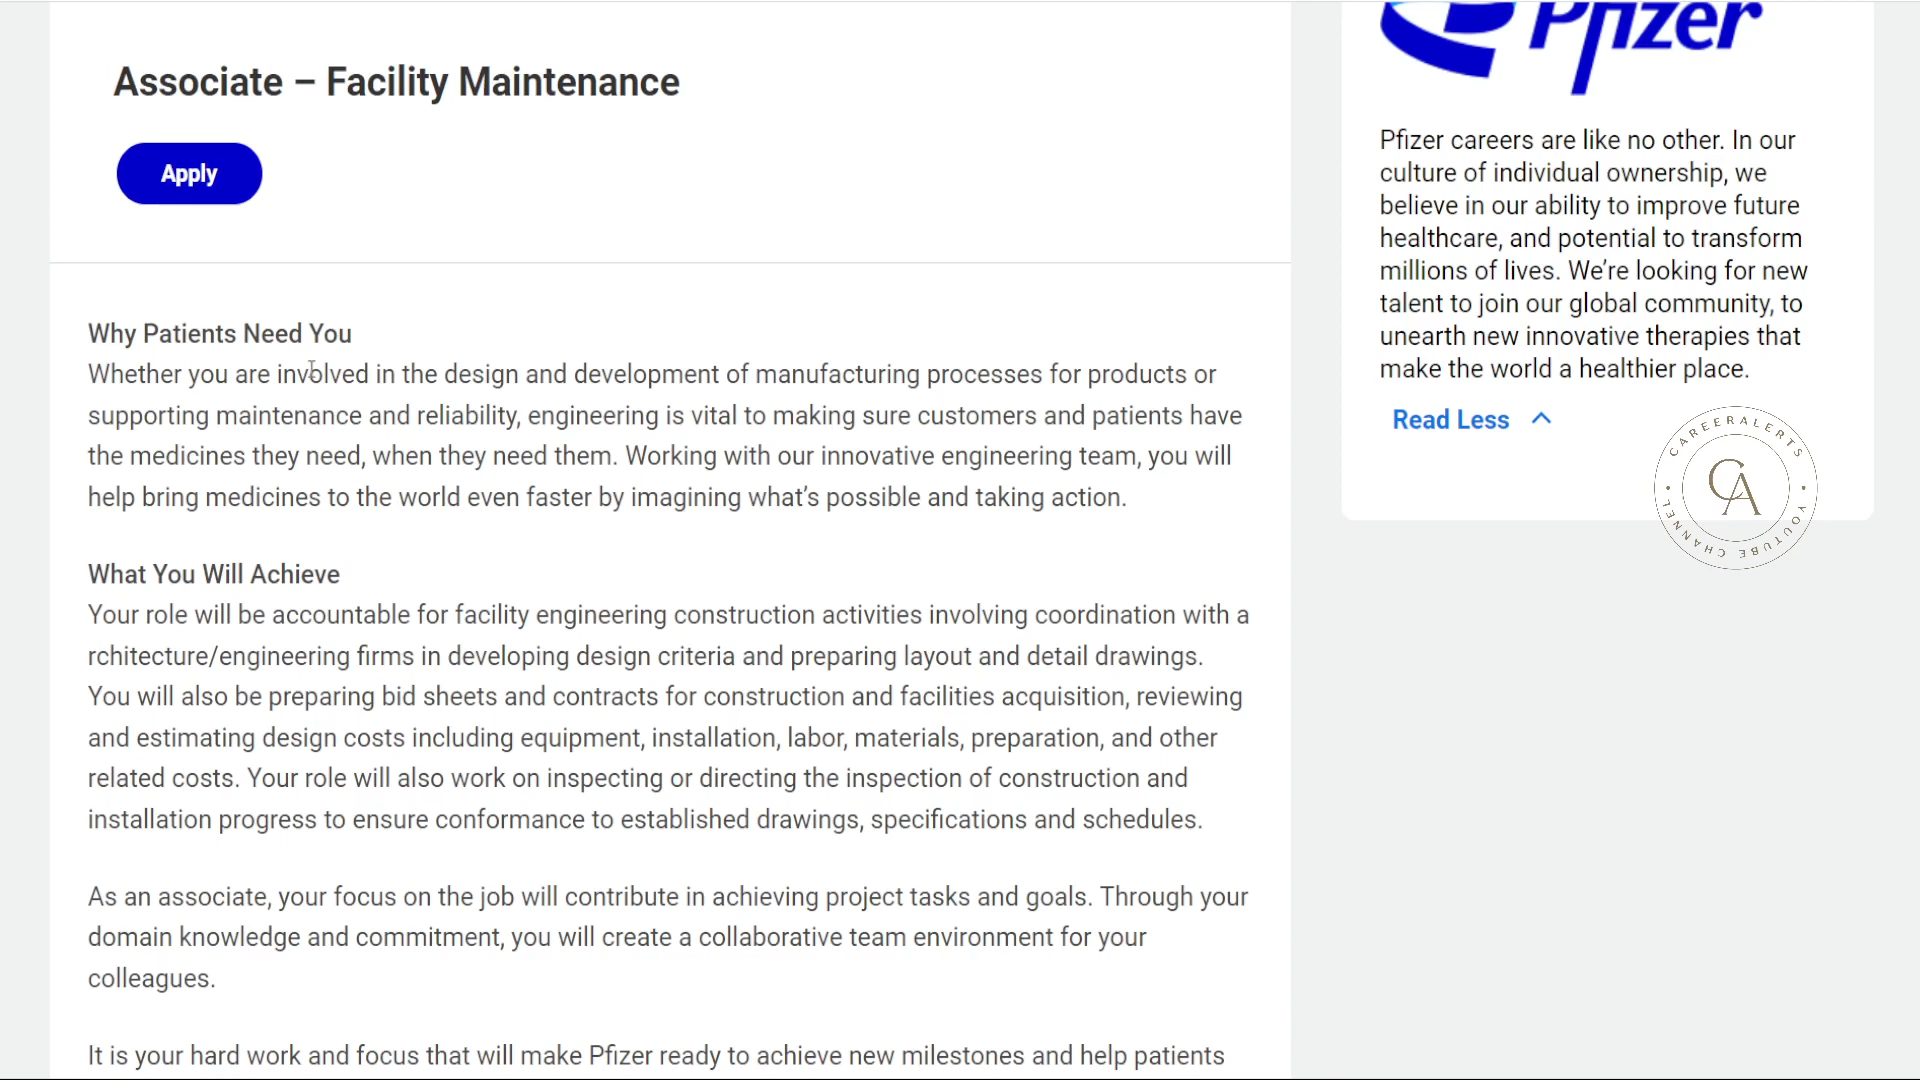 Associate – Facility Maintenance
Apply
Why Patients Need You
Whether you are involved in the design and development of manufacturing processes for products or
supporting maintenance and reliability, engineering is vital to making sure customers and patients have
the medicines they need, when they need them. Working with our innovative engineering team, you will
help bring medicines to the world even faster by imagining what’s possible and taking action.
What You Will Achieve
Your role will be accountable for facility engineering construction activities involving coordination with a
rchitecture/engineering firms in developing design criteria and preparing layout and detail drawings.
You will also be preparing bid sheets and contracts for construction and facilities acquisition, reviewing
and estimating design costs including equipment, installation, labor, materials, preparation, and other
related costs. Your role will also work on inspecting or directing the inspection of construction and
installation progress to ensure conformance to established drawings, specifications and schedules.
As an associate, your focus on the job will contribute in achieving project tasks and goals. Through your
domain knowledge and commitment, you will create a collaborative team environment for your
colleagues.
It is your hard work and focus that will make Pfizer ready to achieve new milestones and help patients
Pfizer
Pfizer careers are like no other. In our
culture of individual ownership, we
believe in our ability to improve future
healthcare, and potential to transform
millions of lives. We’re looking for new
talent to join our global community, to
unearth new innovative therapies that
make the world a healthier place.
Read Less
CAREERALERTS
CA
YOUTUBE CHANNEL